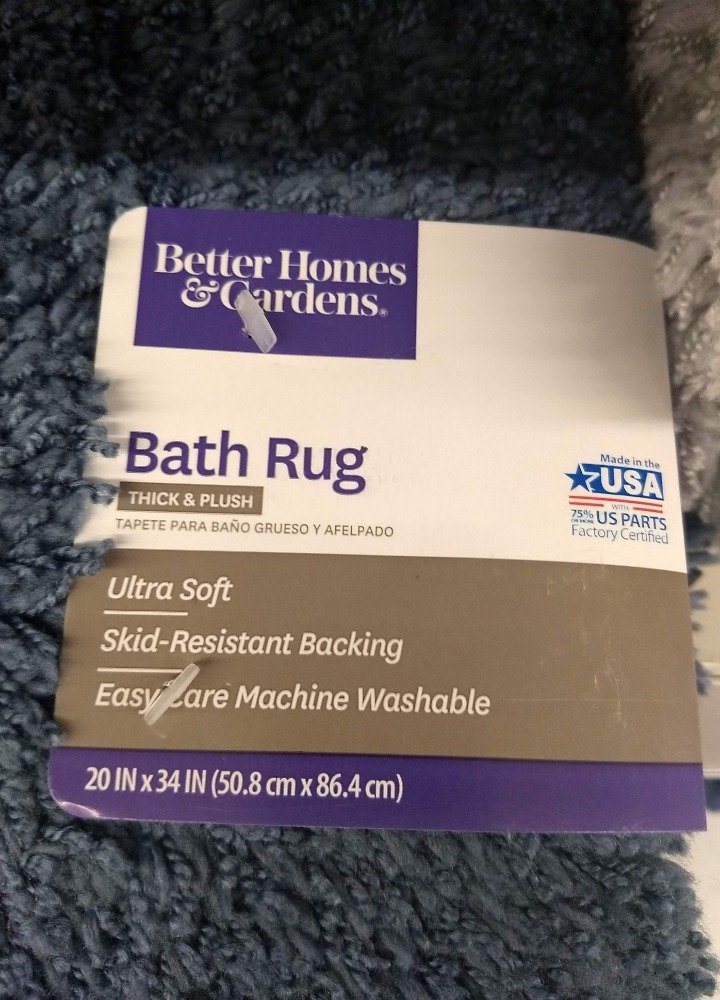 Better Homes
& Gardens®
Bath Rug
THICK & PLUSH
TAPETE PARA BAÑO GRUESO Y AFELPADO
Made in the
USA
WITH
75% OR MORE US PARTS
Factory Certified
Ultra Soft
Skid-Resistant Backing
Easy Care Machine Washable
20 IN x 34 IN (50.8 cm x 86.4 cm)